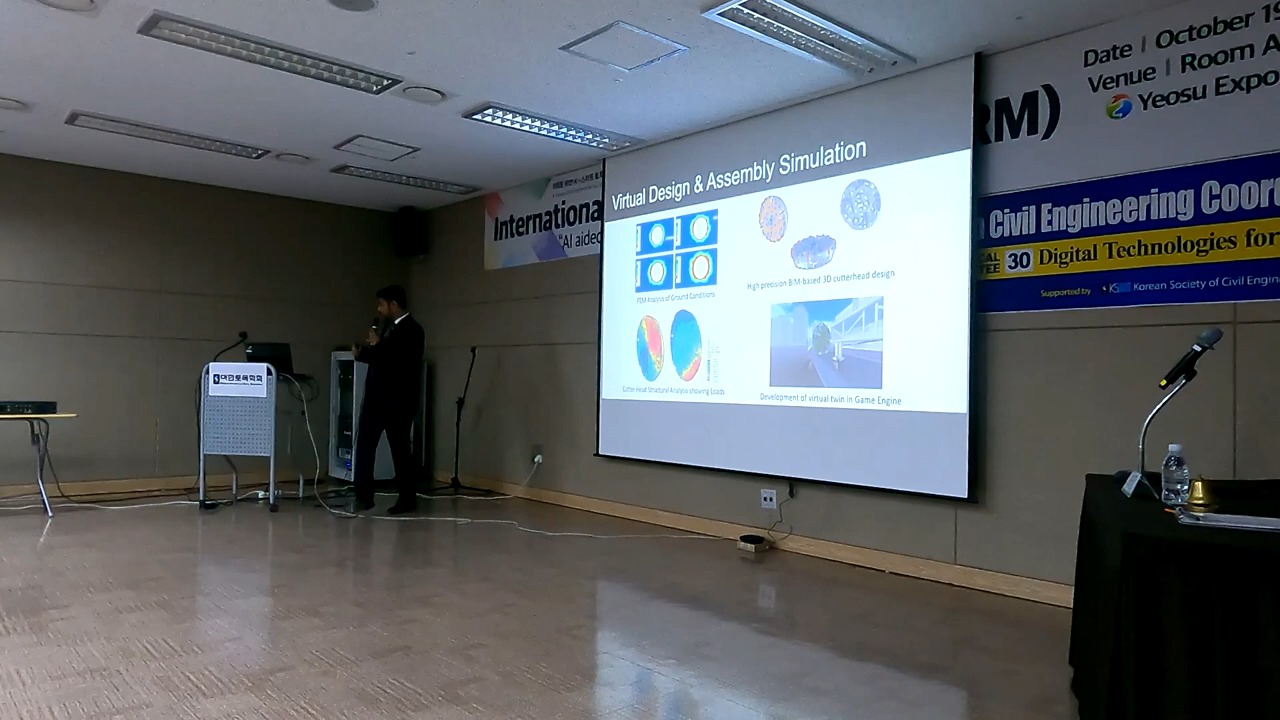 Date | October 19
Venue | Room A
Yeosu Expo
RM)
Civil Engineering Coor
30 Digital Technologies for
Supported by
Korean Society of Civil Engin
Internationa
"AI aided
Virtual Design & Assembly Simulation
FEM Analysis of Ground Conditions
High precision BIM-based 3D cutterhead design
Cutter Head Structural Analysis showing Loads
Development of virtual twin in Game Engine
대한토목학회